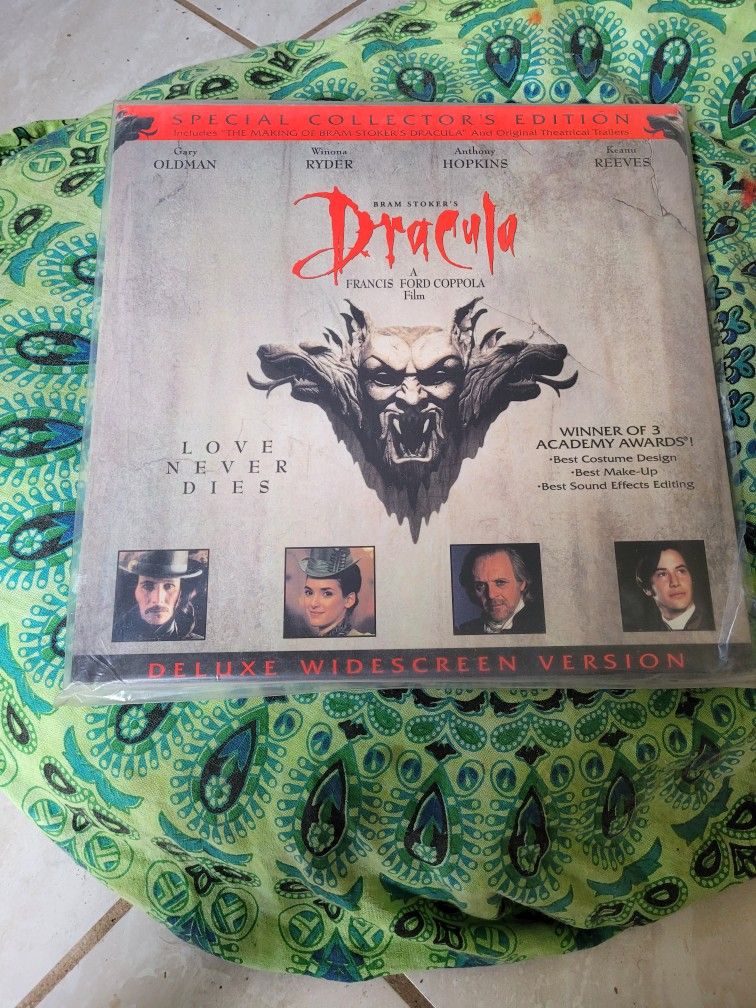 SPECIAL COLLECTOR'S EDITION
Includes "THE MAKING OF BRAM STOKER'S DRACULA" And Original Theatrical Trailers
Gary OLDMAN
Winona RYDER
Anthony HOPKINS
Keanu REEVES
BRAM STOKER'S
Dracula
A
FRANCIS FORD COPPOLA
Film
LOVE
NEVER
DIES
WINNER OF 3
ACADEMY AWARDS®!
•Best Costume Design
•Best Make-Up
•Best Sound Effects Editing
DELUXE WIDESCREEN VERSION